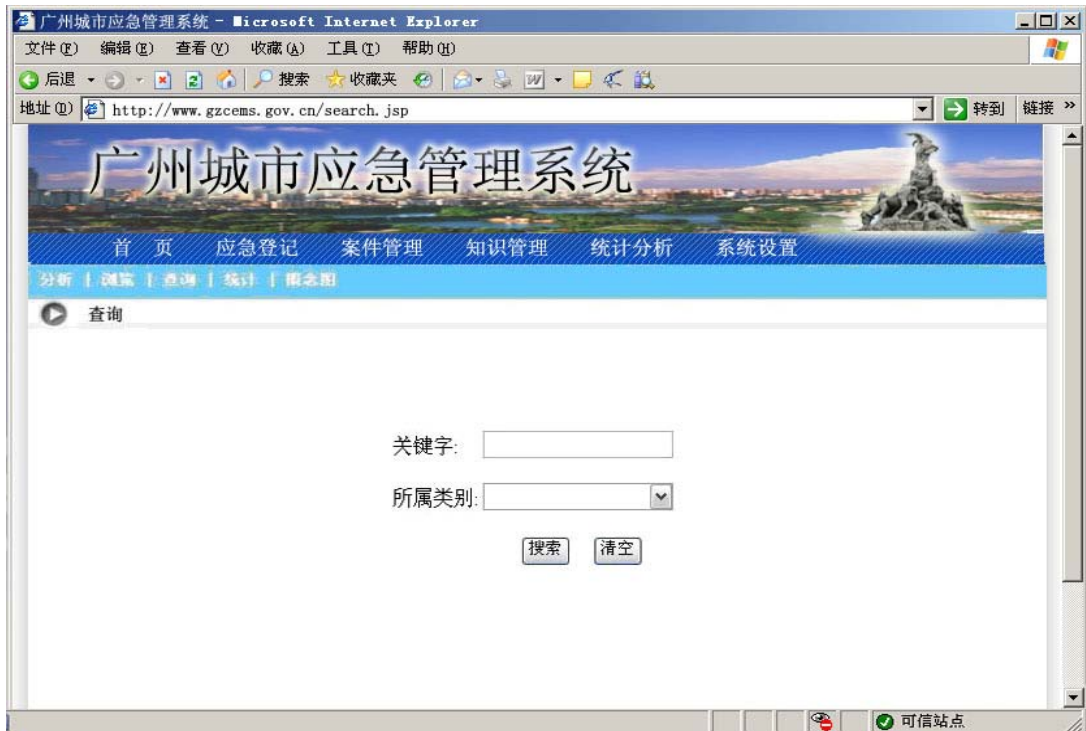 广州城市应急管理系统 - Microsoft Internet Explorer
文件(F) 编辑(E) 查看(V) 收藏(A) 工具(T) 帮助(H)
后退 搜索 收藏夹
地址(D) http://www.gzcems.gov.cn/search.jsp 转到 链接 »
广州城市应急管理系统
首 页 应急登记 案件管理 知识管理 统计分析 系统设置
分析 | 浏览 | 查询 | 统计 | 概念图
查询
关键字:
所属类别:
搜索 清空
可信站点